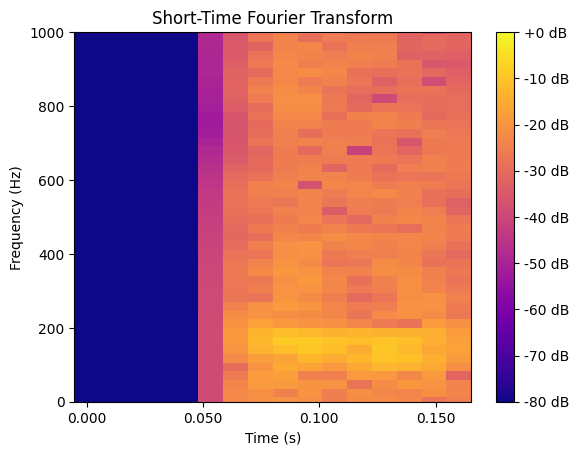 Short-Time Fourier Transform
Frequency (Hz)
1000
800
600
400
200
0
0.000
0.050
0.100
0.150
Time (s)
+0 dB
-10 dB
-20 dB
-30 dB
-40 dB
-50 dB
-60 dB
-70 dB
-80 dB